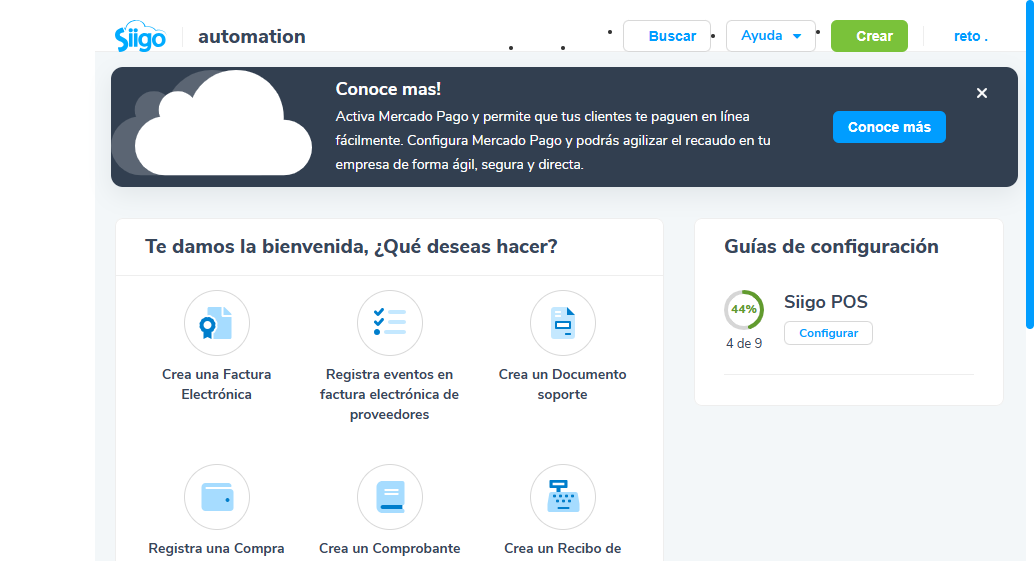 Siigo automation Buscar Ayuda Crear reto .
Conoce mas!
Activa Mercado Pago y permite que tus clientes te paguen en línea
fácilmente. Configura Mercado Pago y podrás agilizar el recaudo en tu
empresa de forma ágil, segura y directa.
Conoce más
Te damos la bienvenida, ¿Qué deseas hacer?
Crea una Factura
Electrónica
Registra eventos en
factura electrónica de
proveedores
Crea un Documento
soporte
Registra una Compra
Crea un Comprobante
Crea un Recibo de
Guías de configuración
44%
4 de 9
Siigo POS
Configurar